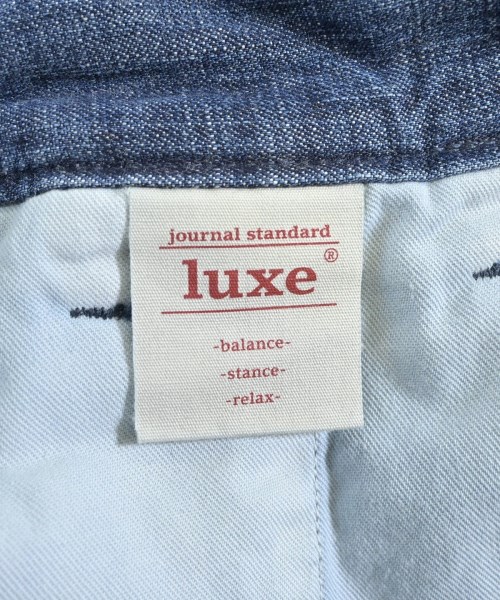 journal standard
luxe®
-balance-
-stance-
-relax-